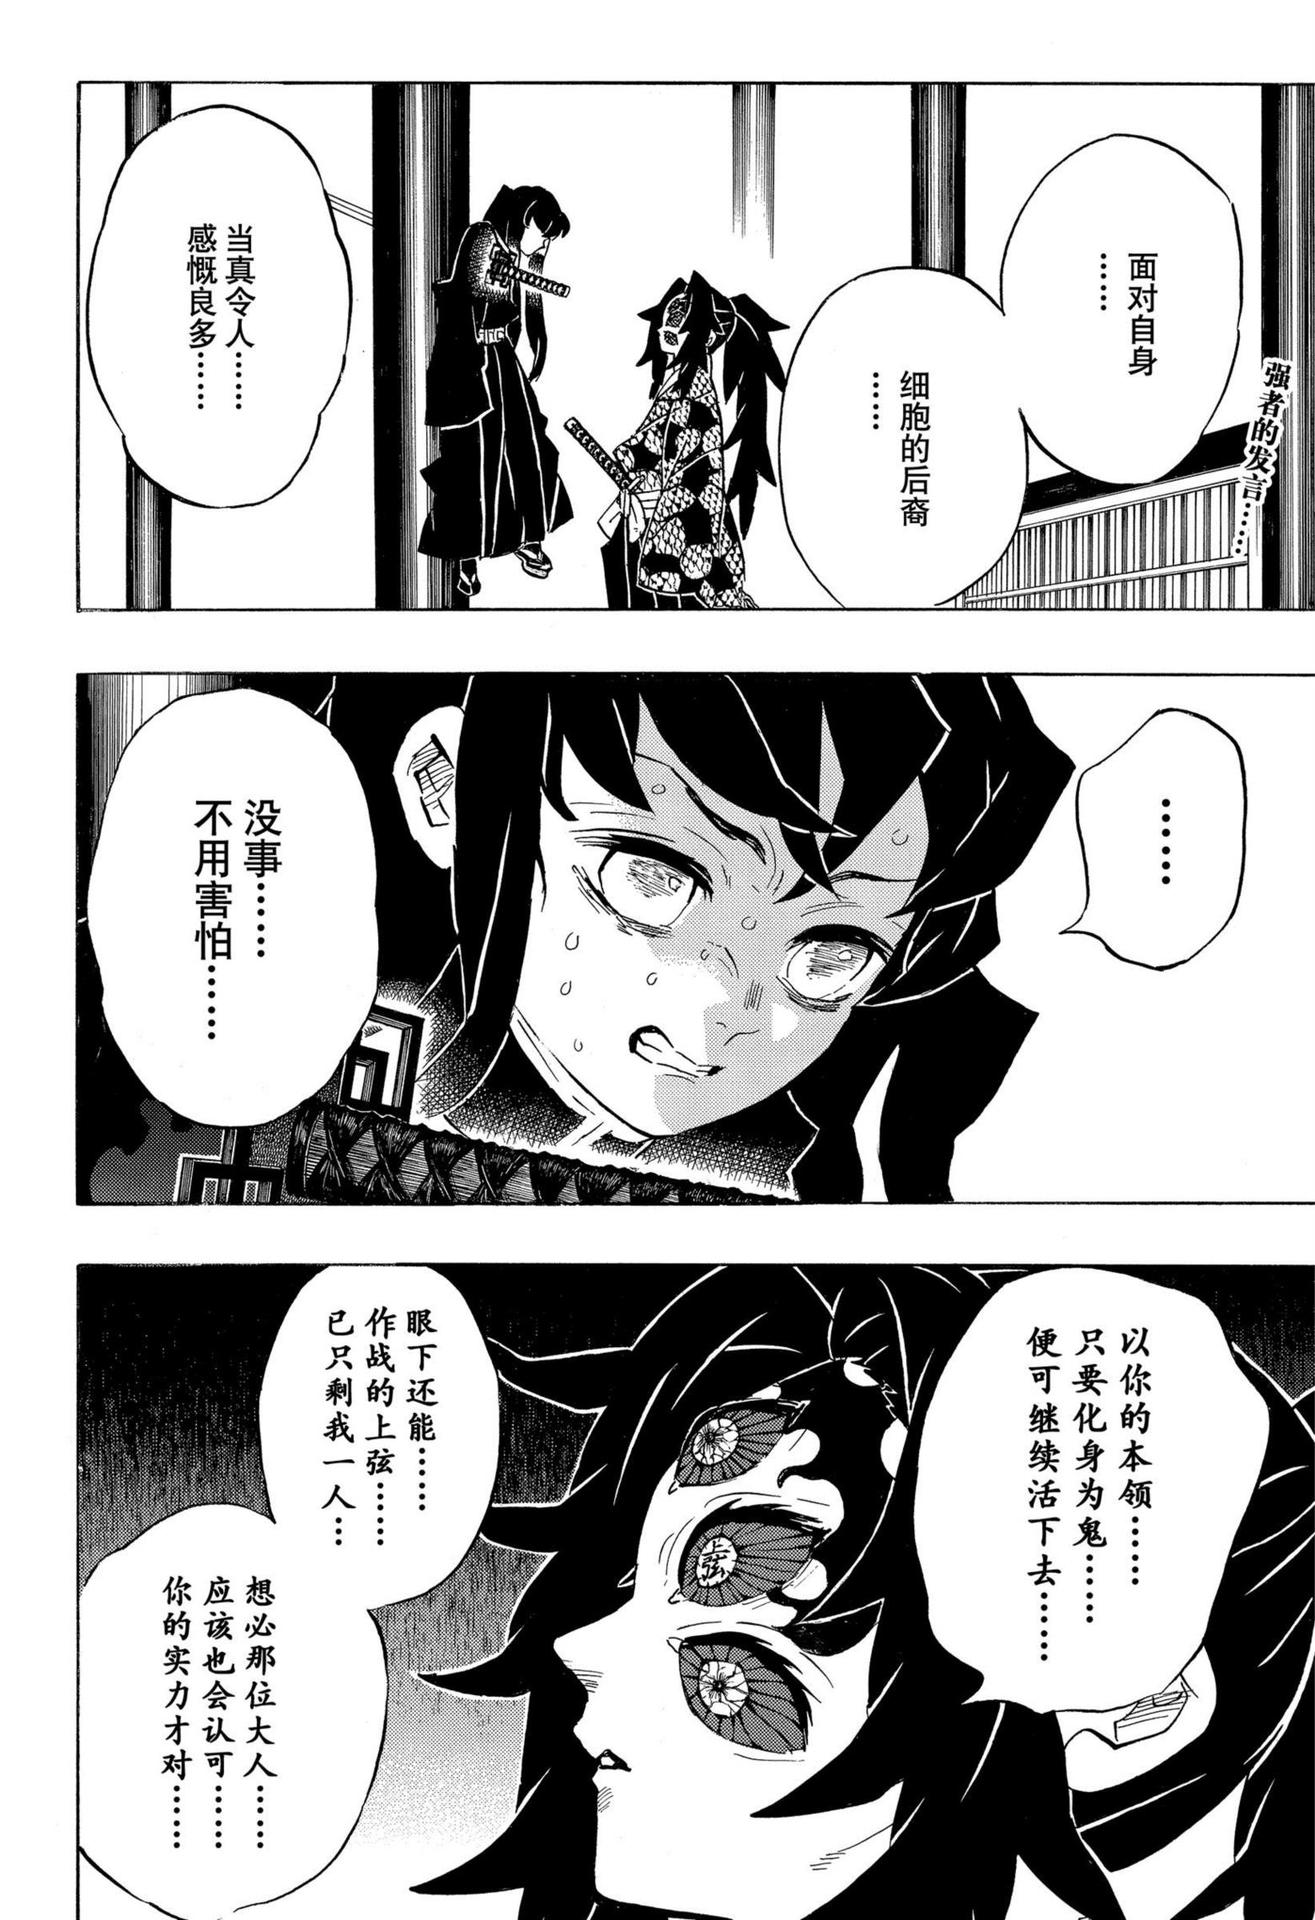 强者的发言……
面对自身
……
细胞的后裔
……
当真令人……
感慨良多……
……
没事……
不用害怕……
以你的本领……
只要化身为鬼……
便可继续活下去……
眼下还能……
作战的上弦……
已只剩我一人…
上弦
想必那位大人……
应该也会认可……
你的实力才对……